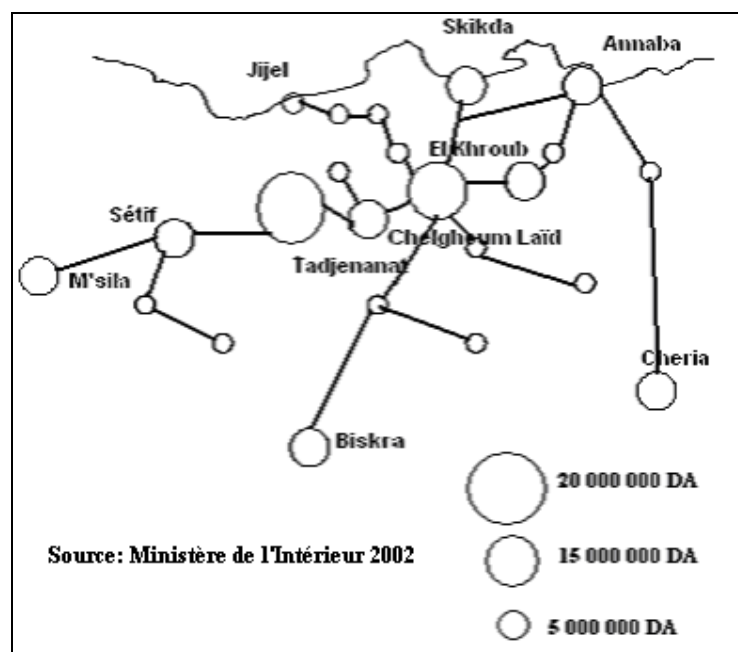 Skikda
Annaba
Jijel
El Khroub
Sétif
Chelghoum Laïd
Tadjenanat
M'sila
Cheria
Biskra
20 000 000 DA
Source: Ministère de l'Intérieur 2002
15 000 000 DA
5 000 000 DA